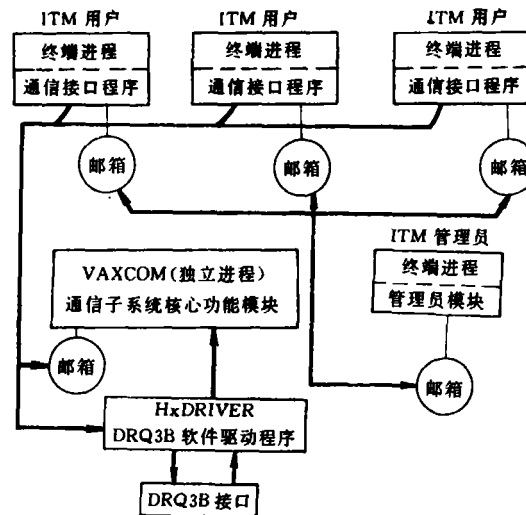 ITM 用户
ITM 用户
ITM 用户
终端进程
终端进程
终端进程
通信接口程序
通信接口程序
通信接口程序
邮箱
邮箱
邮箱
ITM 管理员
终端进程
管理员模块
VAXCOM(独立进程)
通信子系统核心功能模块
邮箱
邮箱
HxDRIVER
DRQ3B 软件驱动程序
DRQ3B 接口